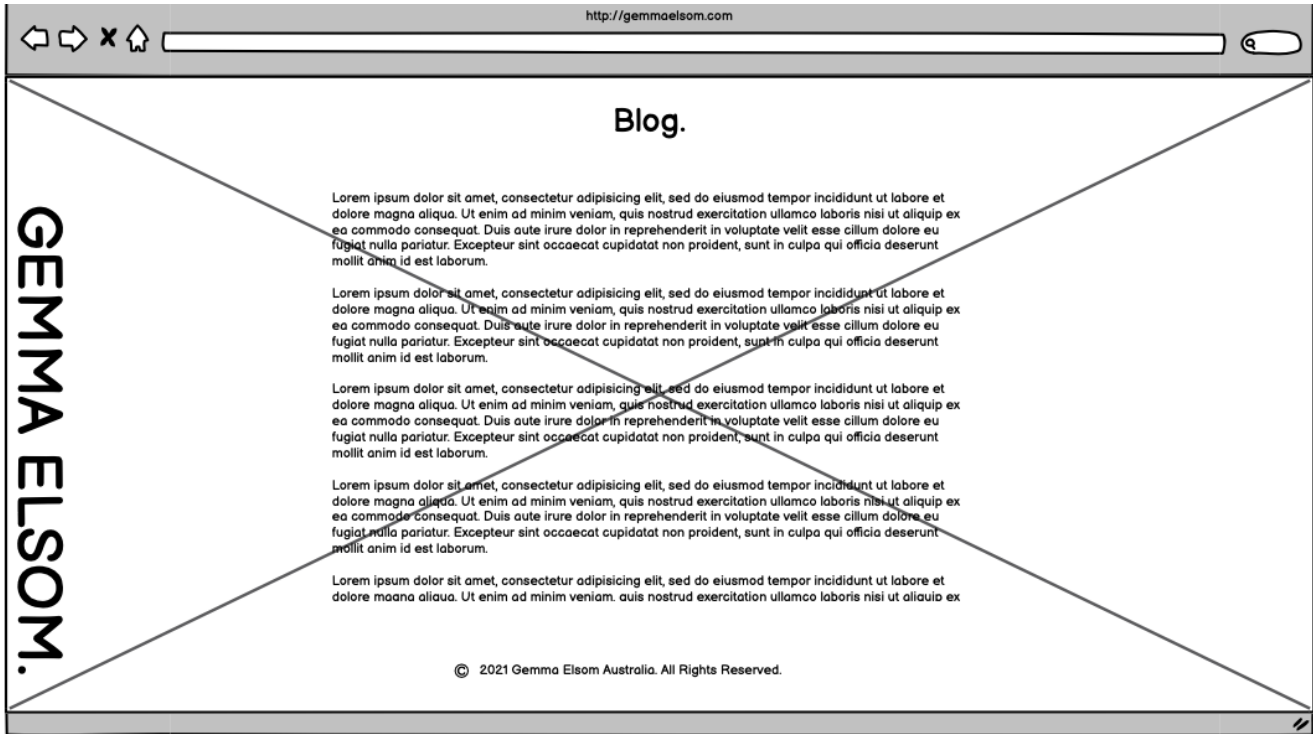 http://gemmaelsom.com
Blog.
GEMMA ELSOM.
Lorem ipsum dolor sit amet, consectetur adipisicing elit, sed do eiusmod tempor incididunt ut labore et
dolore magna aliqua. Ut enim ad minim veniam, quis nostrud exercitation ullamco laboris nisi ut aliquip ex
ea commodo consequat. Duis aute irure dolor in reprehenderit in voluptate velit esse cillum dolore eu
fugiat nulla pariatur. Excepteur sint occaecat cupidatat non proident, sunt in culpa qui officia deserunt
mollit anim id est laborum.
Lorem ipsum dolor sit amet, consectetur adipisicing elit, sed do eiusmod tempor incididunt ut labore et
dolore magna aliqua. Ut enim ad minim veniam, quis nostrud exercitation ullamco laboris nisi ut aliquip ex
ea commodo consequat. Duis aute irure dolor in reprehenderit in voluptate velit esse cillum dolore eu
fugiat nulla pariatur. Excepteur sint occaecat cupidatat non proident, sunt in culpa qui officia deserunt
mollit anim id est laborum.
Lorem ipsum dolor sit amet, consectetur adipisicing elit, sed do eiusmod tempor incididunt ut labore et
dolore magna aliqua. Ut enim ad minim veniam, quis nostrud exercitation ullamco laboris nisi ut aliquip ex
ea commodo consequat. Duis aute irure dolor in reprehenderit in voluptate velit esse cillum dolore eu
fugiat nulla pariatur. Excepteur sint occaecat cupidatat non proident, sunt in culpa qui officia deserunt
mollit anim id est laborum.
Lorem ipsum dolor sit amet, consectetur adipisicing elit, sed do eiusmod tempor incididunt ut labore et
dolore magna aliqua. Ut enim ad minim veniam, quis nostrud exercitation ullamco laboris nisi ut aliquip ex
ea commodo consequat. Duis aute irure dolor in reprehenderit in voluptate velit esse cillum dolore eu
fugiat nulla pariatur. Excepteur sint occaecat cupidatat non proident, sunt in culpa qui officia deserunt
mollit anim id est laborum.
Lorem ipsum dolor sit amet, consectetur adipisicing elit, sed do eiusmod tempor incididunt ut labore et
dolore magna aliqua. Ut enim ad minim veniam, quis nostrud exercitation ullamco laboris nisi ut aliquip ex
© 2021 Gemma Elsom Australia. All Rights Reserved.